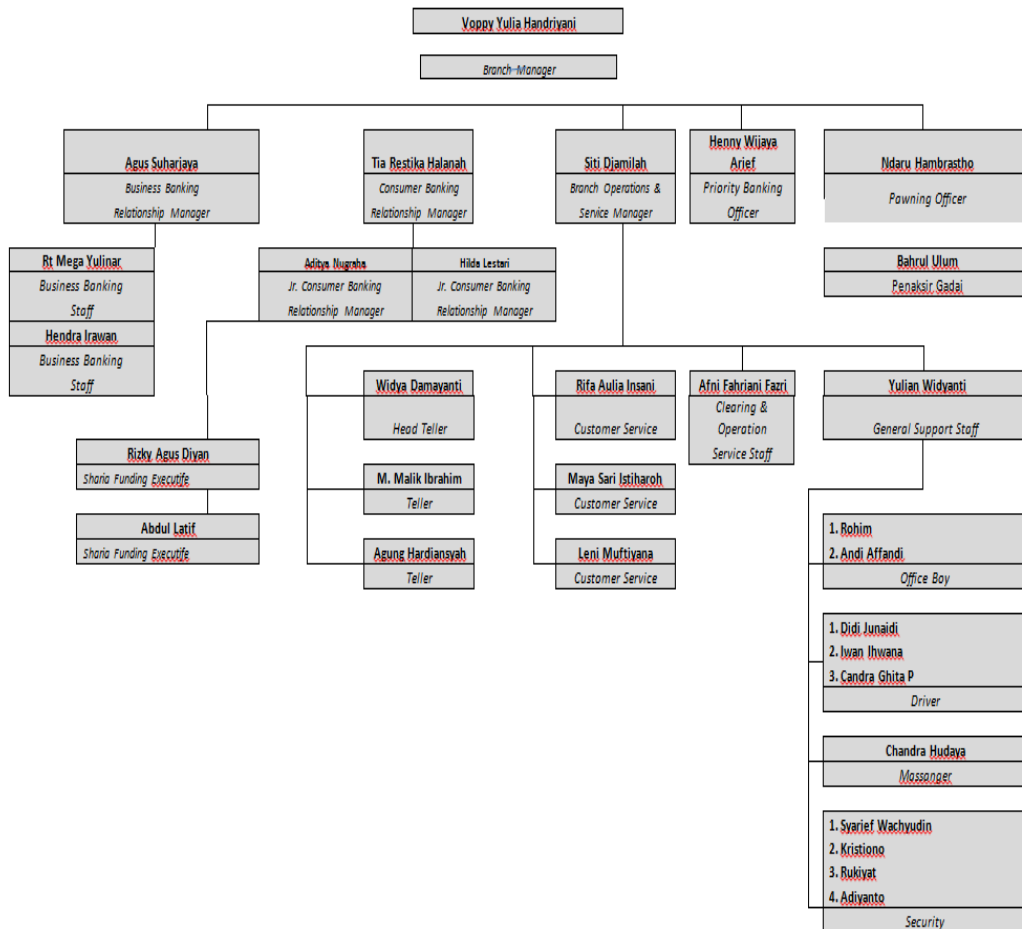 Voppy Yulia Handriyani
Branch-Manager
Agus Suharjaya
Business Banking
Relationship Manager
Tia Restika Halanah
Consumer Banking
Relationship Manager
Siti Djamilah
Branch Operations &
Service Manager
Henny Wijaya
Arief
Priority Banking
Officer
Ndaru Hambrastho
Pawning Officer
Rt Mega Yulinar
Business Banking
Staff
Hendra Irawan
Business Banking
Staff
Aditya Nugraha
Jr. Consumer Banking
Relationship Manager
Hilda Lestari
Jr. Consumer Banking
Relationship Manager
Bahrul Ulum
Penaksir Gadai
Widya Damayanti
Head Teller
Rifa Aulia Insani
Customer Service
Afni Fahriani Fazri
Clearing &
Operation
Service Staff
Yulian Widyanti
General Support Staff
Rizky Agus Diyan
Sharia Funding Executife
M. Malik Ibrahim
Teller
Maya Sari Istiharoh
Customer Service
Abdul Latif
Sharia Funding Executife
Agung Hardiansyah
Teller
Leni Muftiyana
Customer Service
1. Rohim
2. Andi Affandi
Office Boy
1. Didi Junaidi
2. Iwan Ihwana
3. Candra Ghita P
Driver
Chandra Hudaya
Massanger
1. Syarief Wachyudin
2. Kristiono
3. Rukiyat
4. Adiyanto
Security